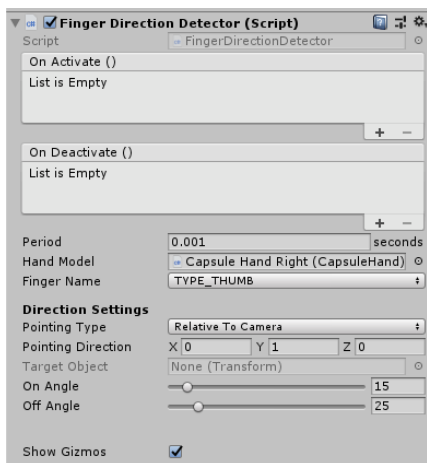 Finger Direction Detector (Script)
Script FingerDirectionDetector
On Activate ()
List is Empty
+ −
On Deactivate ()
List is Empty
+ −
Period 0.001 seconds
Hand Model Capsule Hand Right (CapsuleHand)
Finger Name TYPE_THUMB
Direction Settings
Pointing Type Relative To Camera
Pointing Direction X 0 Y 1 Z 0
Target Object None (Transform)
On Angle 15
Off Angle 25
Show Gizmos